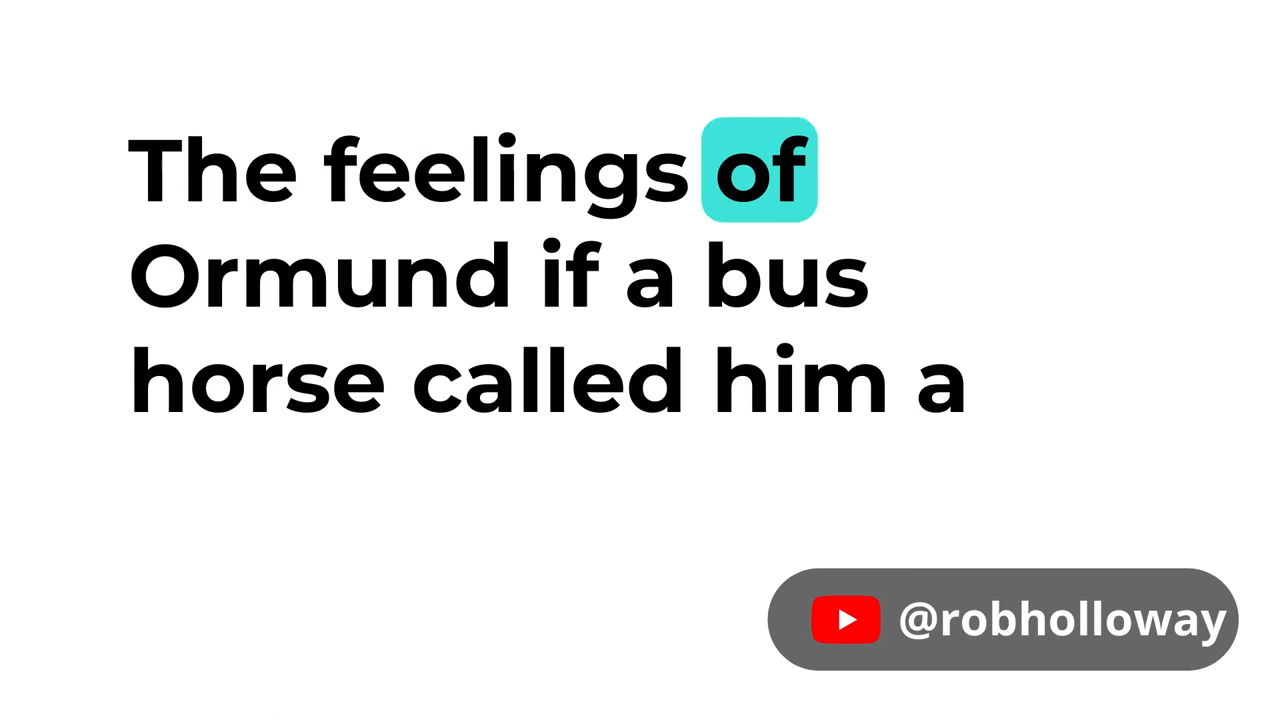 The feelings of
Ormund if a bus
horse called him a
@robholloway